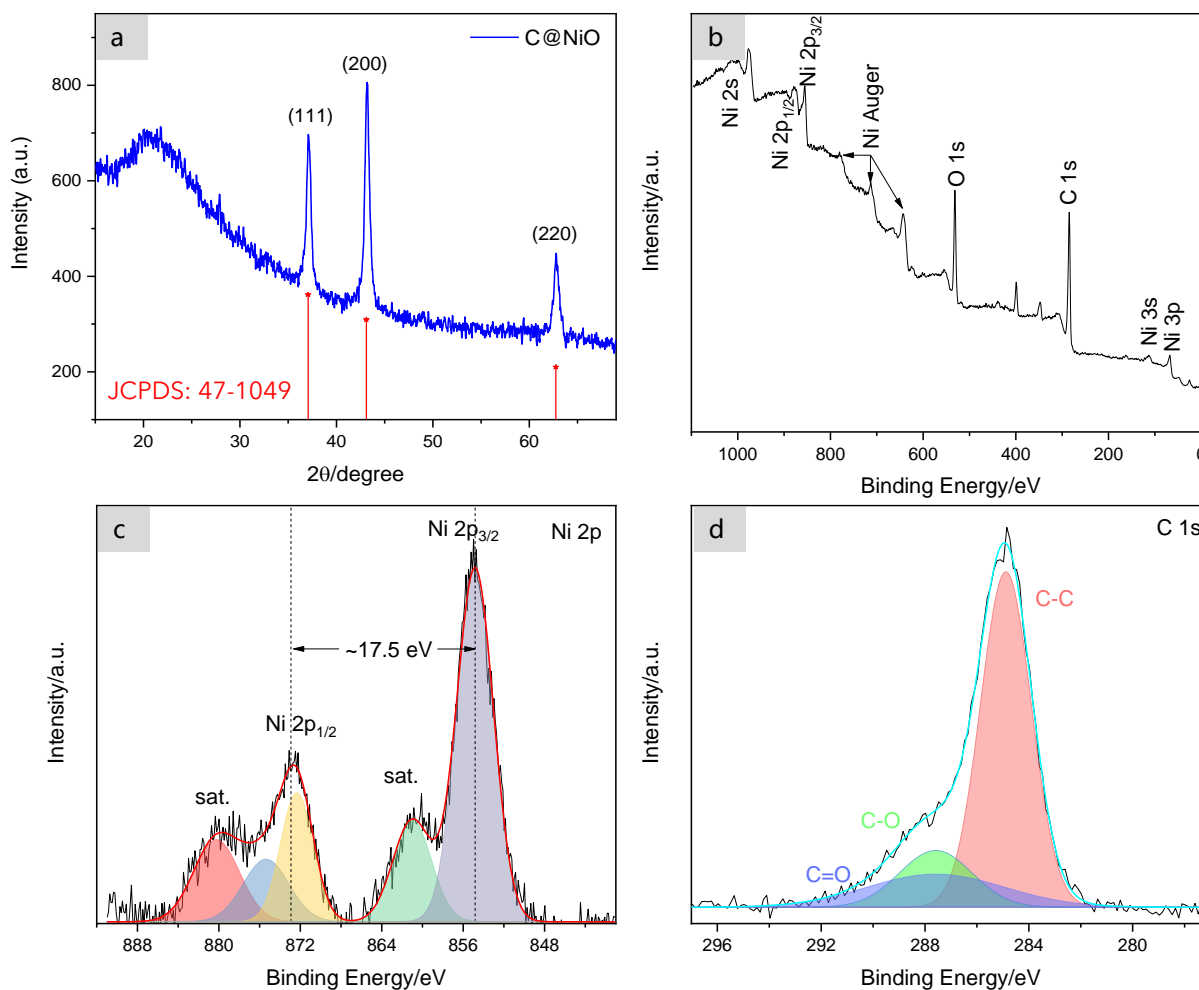 a
C@NiO
(111)
(200)
(220)
JCPDS: 47-1049
800
600
400
200
20
30
40
50
60
Intensity (a.u.)
2θ/degree
b
Ni 2s
Ni 2p1/2
Ni 2p3/2
Ni Auger
O 1s
C 1s
Ni 3s
Ni 3p
1000
800
600
400
200
0
Intensity/a.u.
Binding Energy/eV
c
Ni 2p
Ni 2p3/2
~17.5 eV
Ni 2p1/2
sat.
sat.
888
880
872
864
856
848
Intensity/a.u.
Binding Energy/eV
d
C 1s
C-C
C-O
C=O
296
292
288
284
280
Intensity/a.u.
Binding Energy/eV